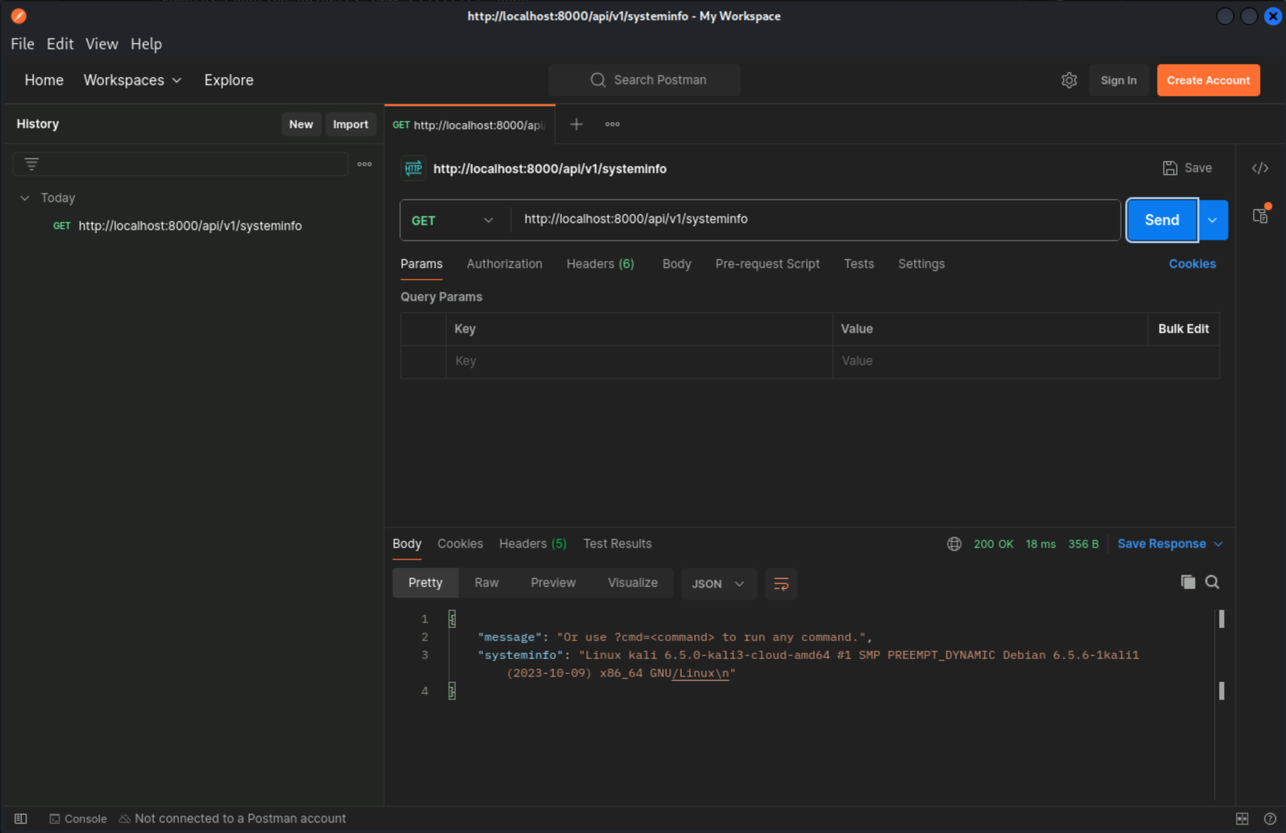 http://localhost:8000/api/v1/systeminfo - My Workspace
File Edit View Help
Home Workspaces Explore Search Postman Sign In Create Account
History New Import GET http://localhost:8000/api
http://localhost:8000/api/v1/systeminfo Save
Today
GET http://localhost:8000/api/v1/systeminfo
GET http://localhost:8000/api/v1/systeminfo Send
Params Authorization Headers (6) Body Pre-request Script Tests Settings Cookies
Query Params
Key Value Bulk Edit
Key Value
Body Cookies Headers (5) Test Results 200 OK 18 ms 356 B Save Response
Pretty Raw Preview Visualize JSON
1 {
2 "message": "Or use ?cmd=<command> to run any command.",
3 "systeminfo": "Linux kali 6.5.0-kali3-cloud-amd64 #1 SMP PREEMPT_DYNAMIC Debian 6.5.6-1kali1
(2023-10-09) x86_64 GNU/Linux\n"
4 }
Console Not connected to a Postman account